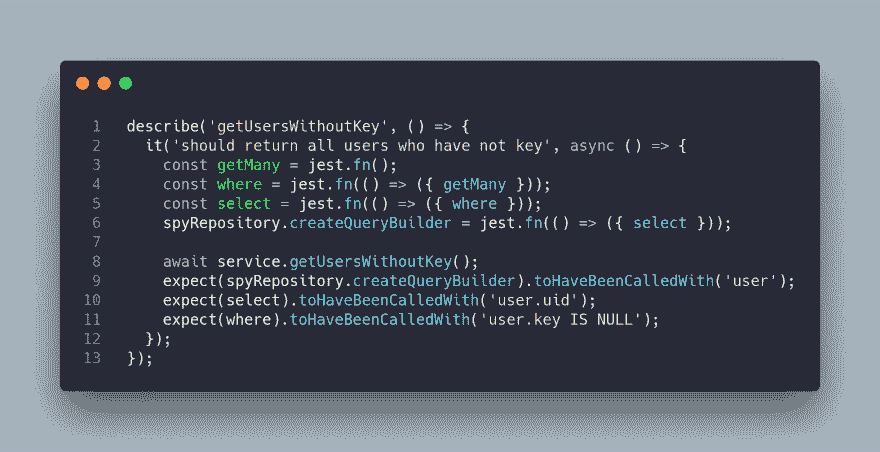 1 describe('getUsersWithoutKey', () => {
2 it('should return all users who have not key', async () => {
3 const getMany = jest.fn();
4 const where = jest.fn(() => ({ getMany }));
5 const select = jest.fn(() => ({ where }));
6 spyRepository.createQueryBuilder = jest.fn(() => ({ select }));
7
8 await service.getUsersWithoutKey();
9 expect(spyRepository.createQueryBuilder).toHaveBeenCalledWith('user');
10 expect(select).toHaveBeenCalledWith('user.uid');
11 expect(where).toHaveBeenCalledWith('user.key IS NULL');
12 });
13 });